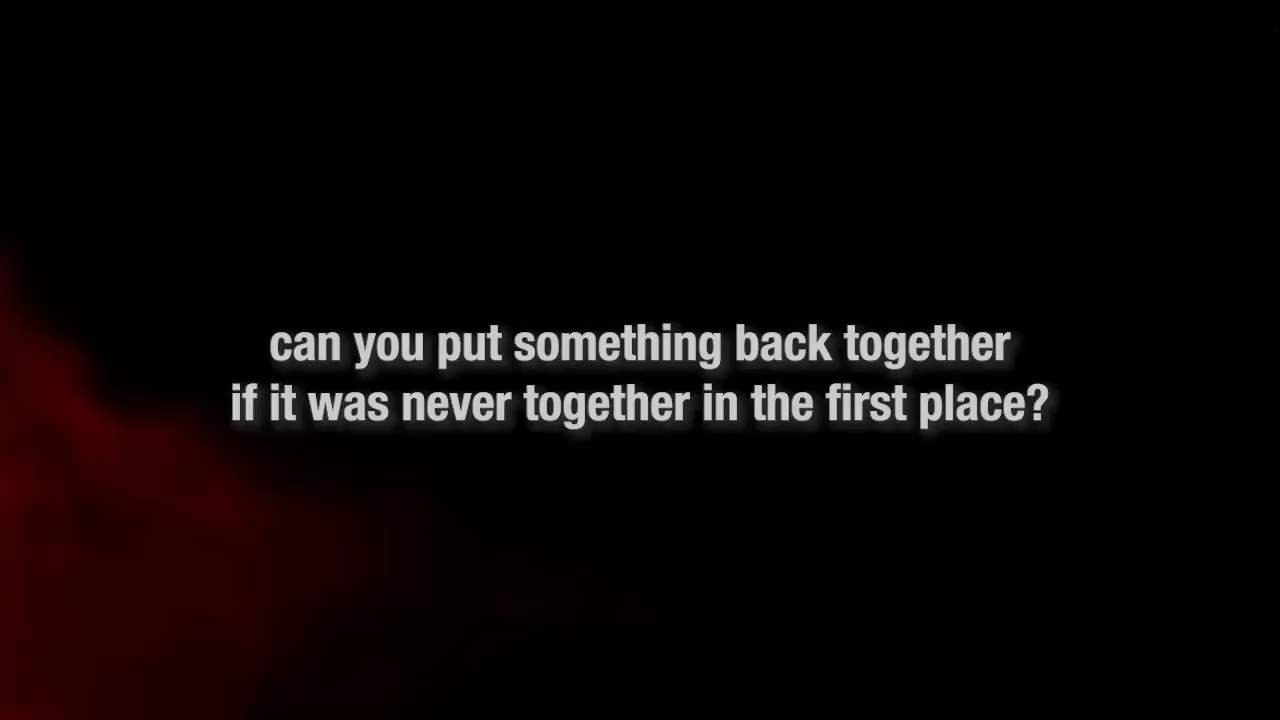 can you put something back together
if it was never together in the first place?